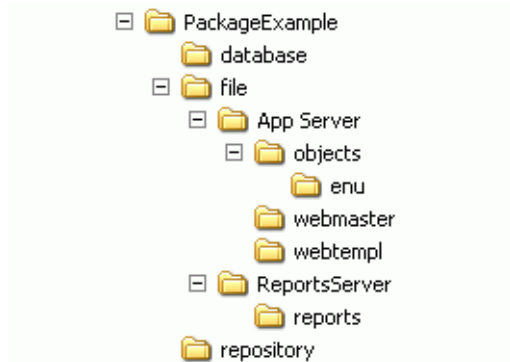 PackageExample
database
file
App Server
objects
enu
webmaster
webtempl
ReportsServer
reports
repository